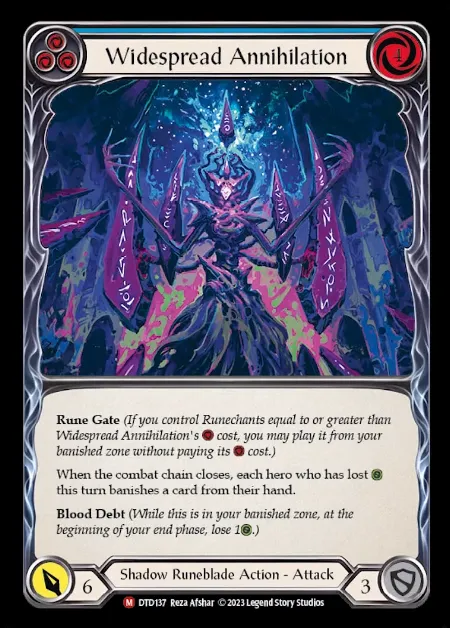 Widespread Annihilation
Rune Gate (If you control Runechants equal to or greater than
Widespread Annihilation's cost, you may play it from your
banished zone without paying its cost.)
When the combat chain closes, each hero who has lost
this turn banishes a card from their hand.
Blood Debt (While this is in your banished zone, at the
beginning of your end phase, lose 1.)
6
Shadow Runeblade Action - Attack
3
M DTD137 Reza Afshar © 2023 Legend Story Studios